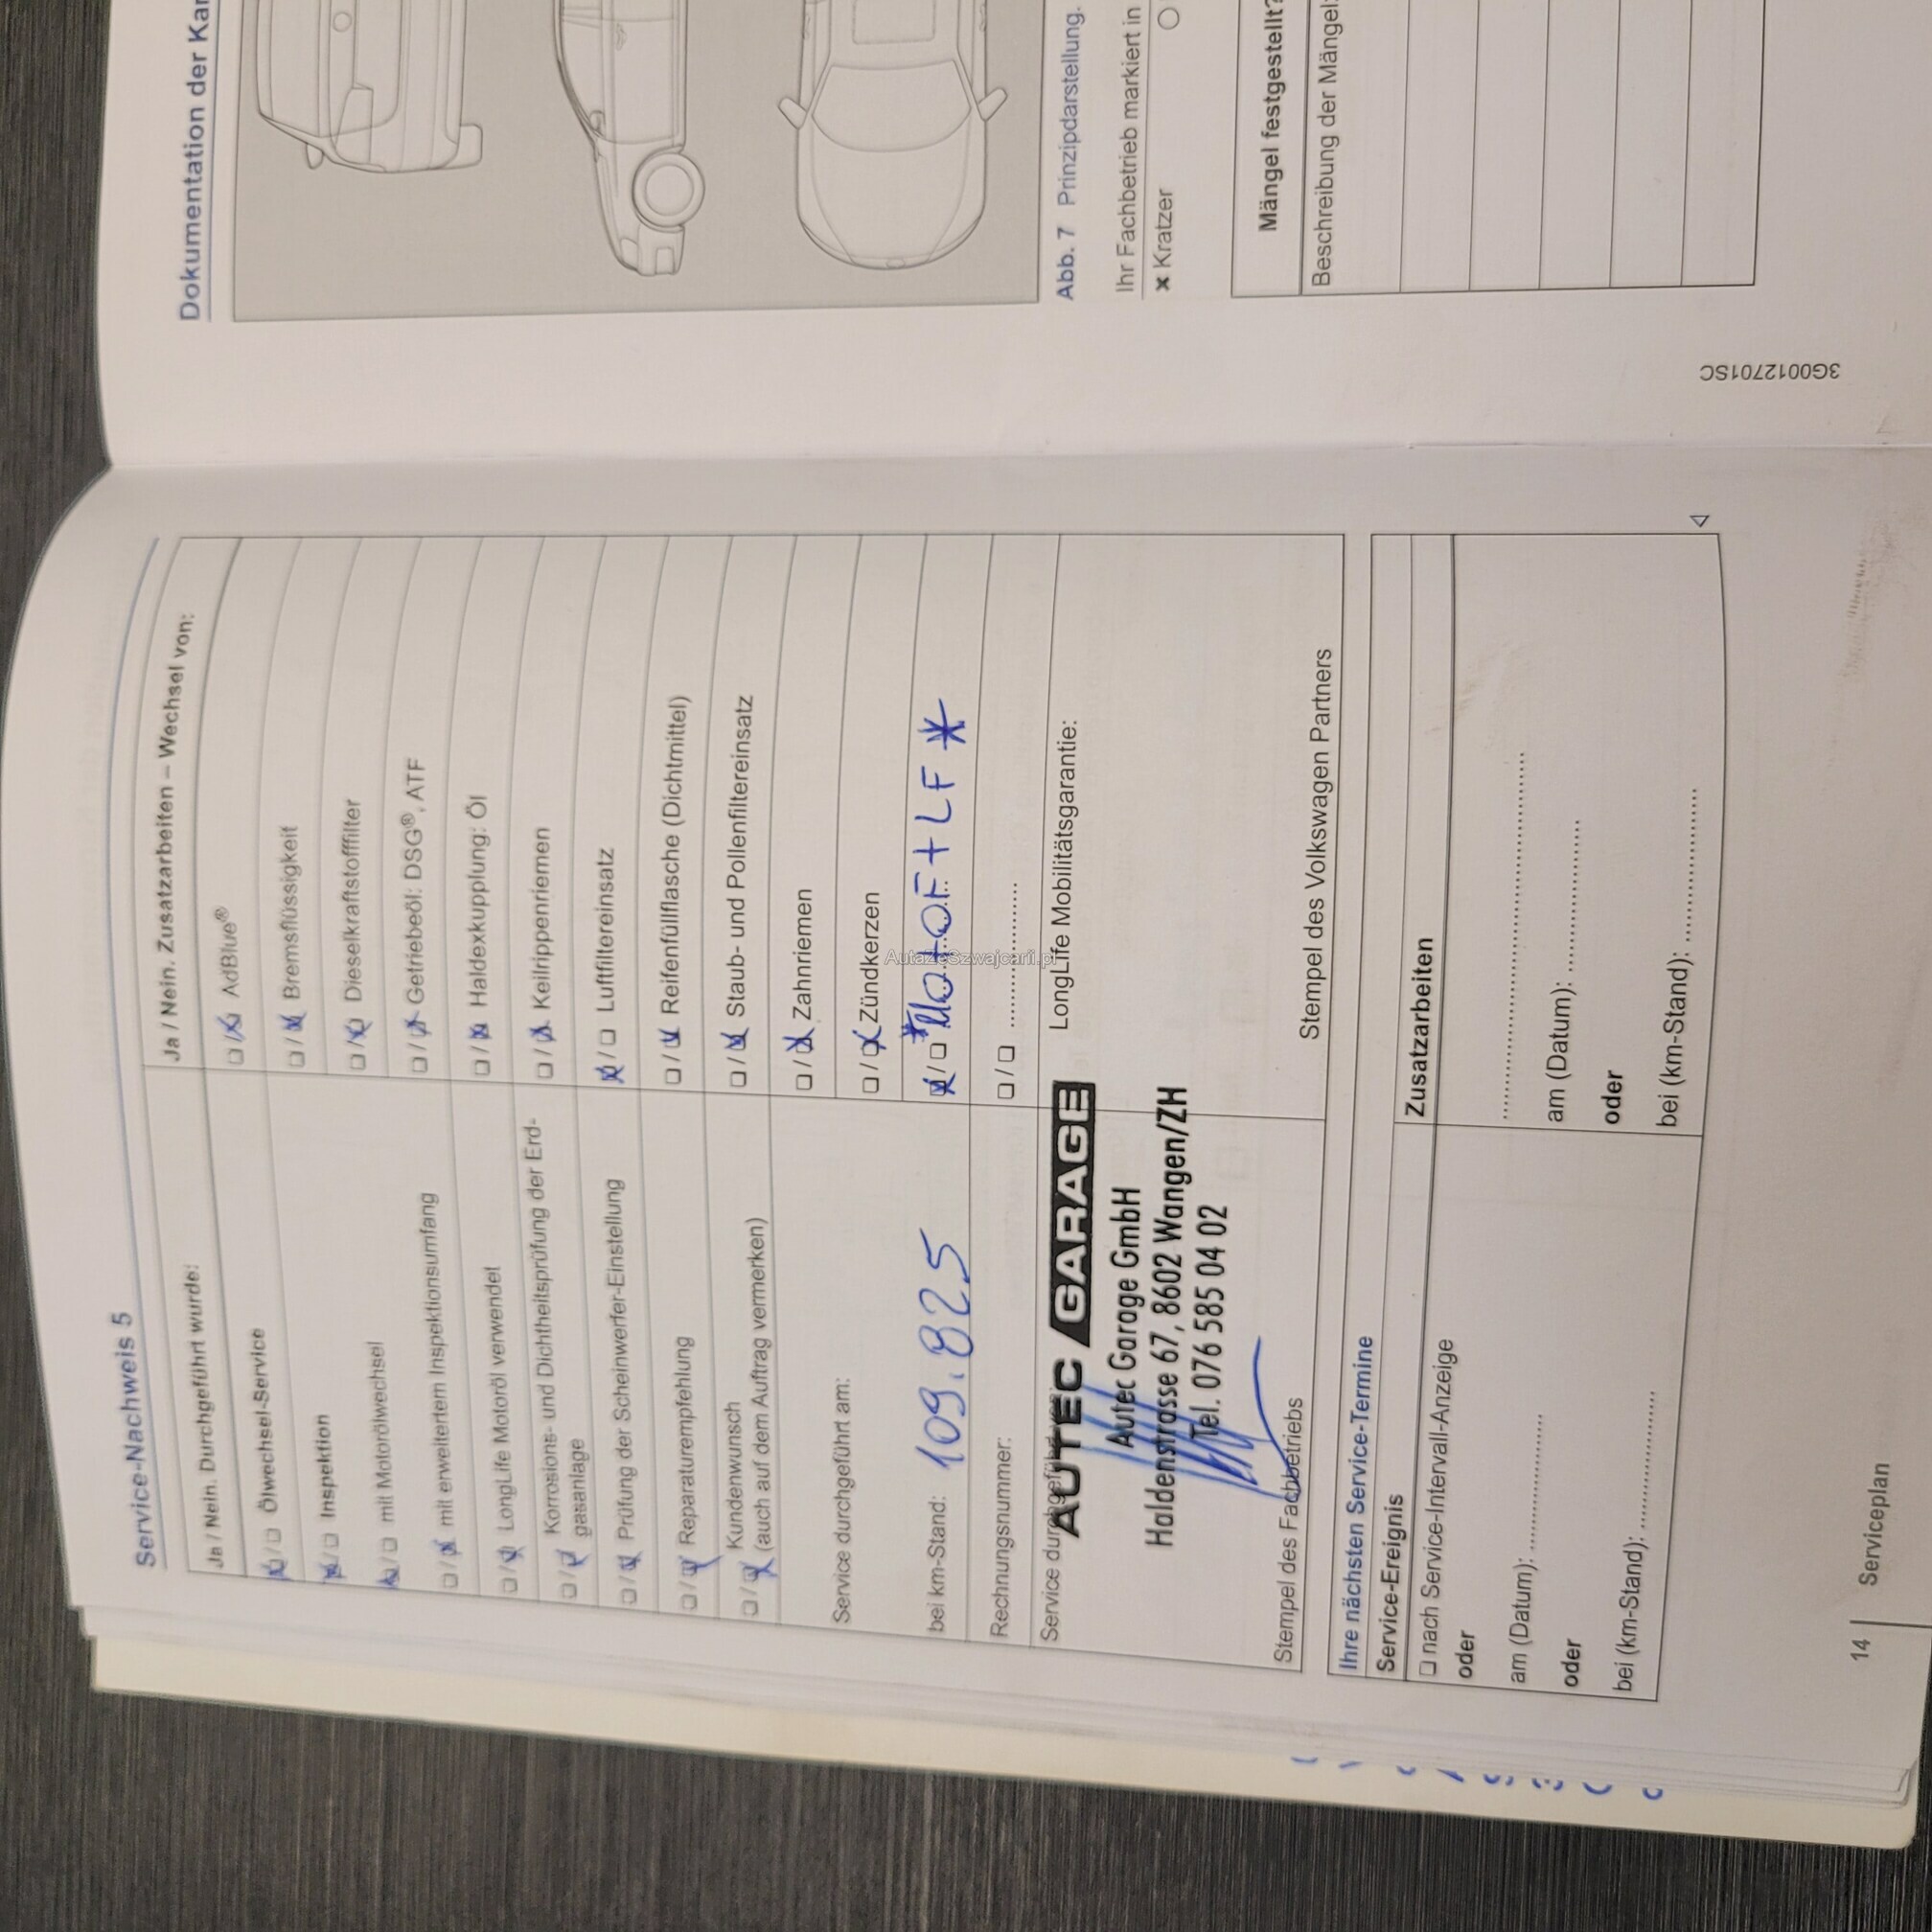 Service-Nachweis 5
Ja / Nein. Durchgeführt wurde:
Ölwechsel-Service
Inspektion
mit Motorölwechsel
mit erweitertem Inspektionsumfang
LongLife Motoröl verwendet
Korrosions- und Dichtheitsprüfung der Erd-
gasanlage
Prüfung der Scheinwerfer-Einstellung
Reparaturempfehlung
Kundenwunsch
(auch auf dem Auftrag vermerken)
Service durchgeführt am:
bei km-Stand: 109.825
Rechnungsnummer:
Service durchgeführt
AUTEC GARAGE
Autec Garage GmbH
Haldenstrasse 67, 8602 Wangen/ZH
Tel. 076 585 04 02
Stempel des Fachbetriebs
Ja / Nein. Zusatzarbeiten – Wechsel von:
AdBlue®
Bremsflüssigkeit
Dieselkraftstofffilter
Getriebeöl: DSG®, ATF
Haldexkupplung: Öl
Keilrippenriemen
Luftfiltereinsatz
Reifenfüllflasche (Dichtmittel)
Staub- und Pollenfiltereinsatz
Zahnriemen
Zündkerzen
+LF *
LongLife Mobilitätsgarantie:
Stempel des Volkswagen Partners
Ihre nächsten Service-Termine
Service-Ereignis
nach Service-Intervall-Anzeige
oder
am (Datum):
oder
bei (km-Stand):
Zusatzarbeiten
am (Datum):
oder
bei (km-Stand):
14
Serviceplan
Dokumentation der Kar
Abb. 7 Prinzipdarstellung.
Ihr Fachbetrieb markiert in
× Kratzer
Mängel festgestellt?
Beschreibung der Mängel:
3G0012701SC
AutazeSzwajcarii.pl